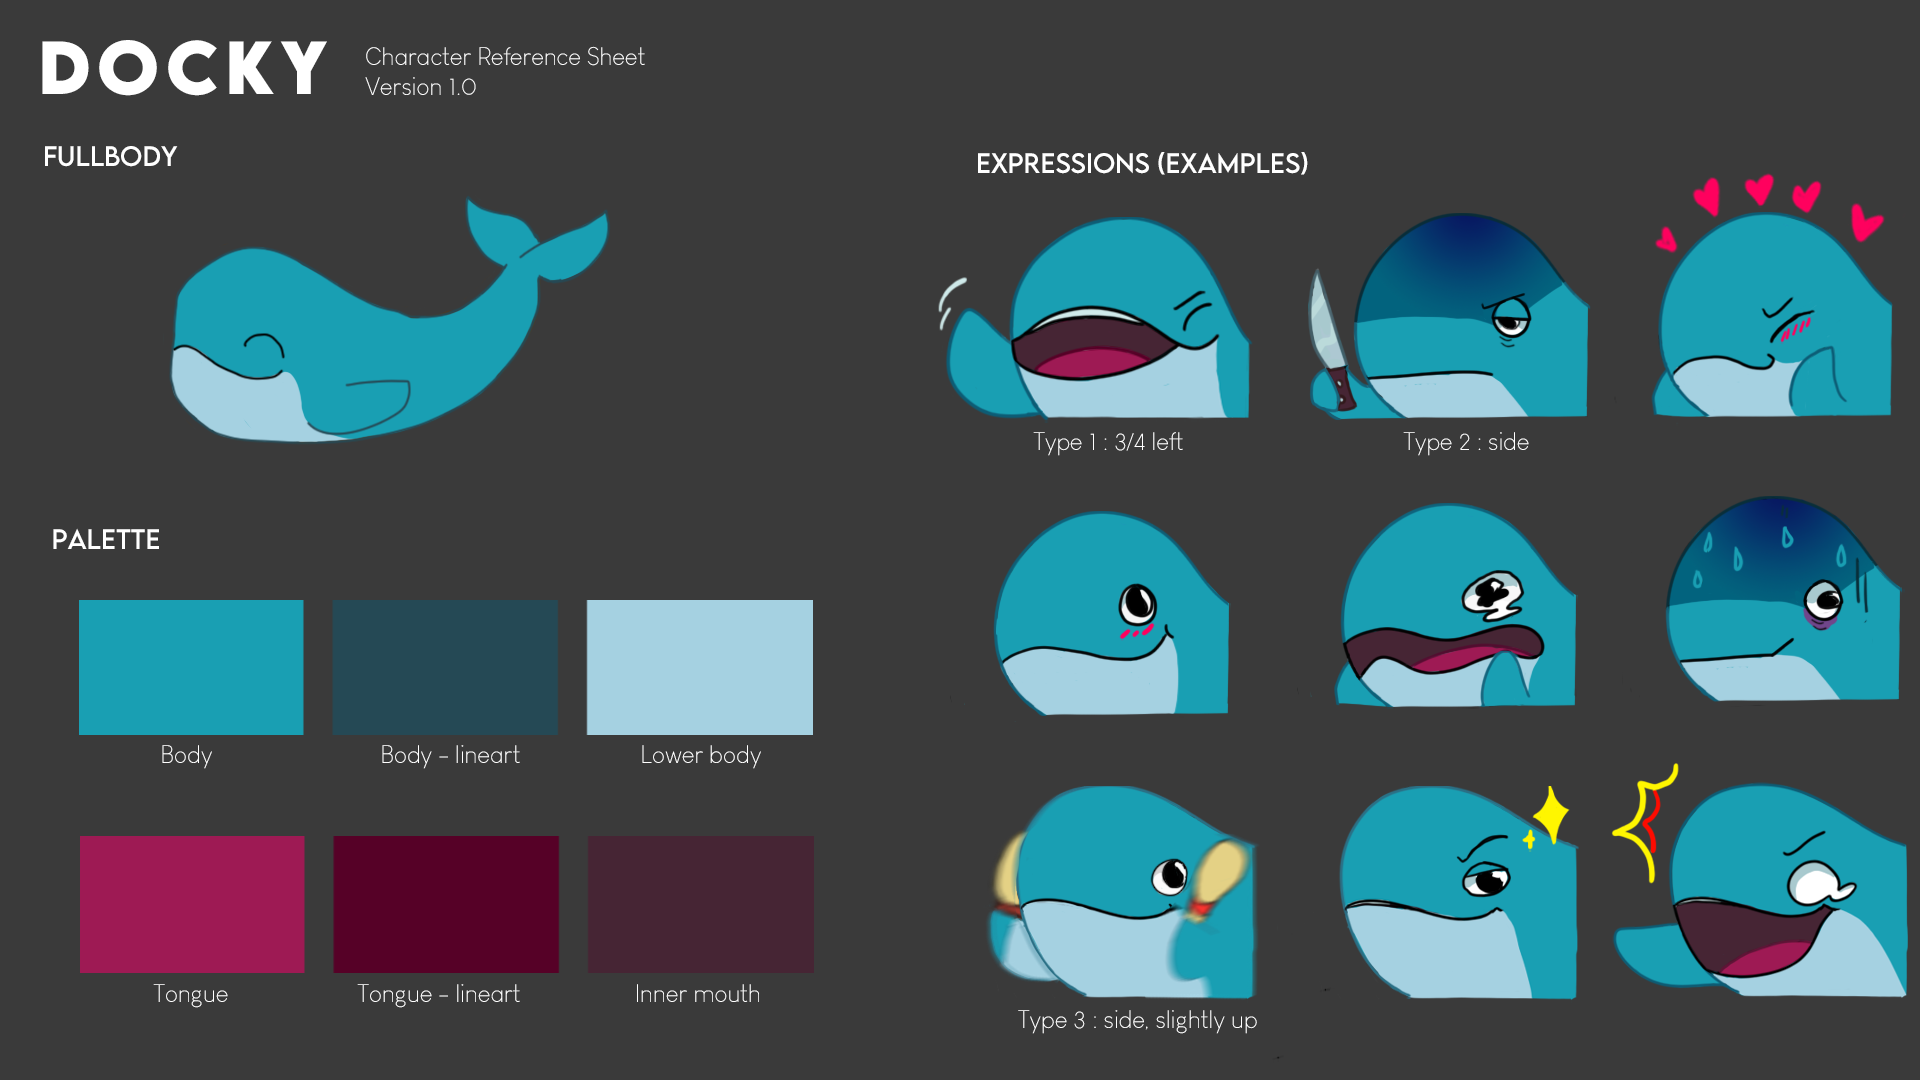 DOCKY
Character Reference Sheet
Version 1.0
FULLBODY
PALETTE
Body
Body - lineart
Lower body
Tongue
Tongue - lineart
Inner mouth
EXPRESSIONS (EXAMPLES)
Type 1 : 3/4 left
Type 2 : side
Type 3 : side, slightly up